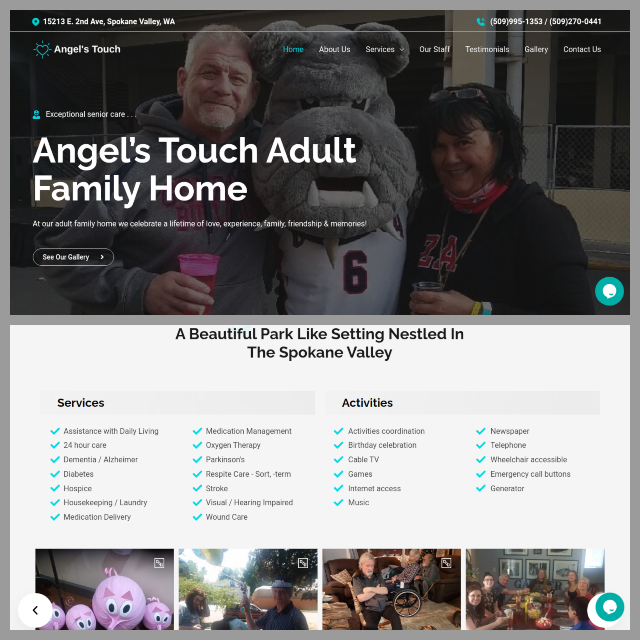 15213 E. 2nd Ave, Spokane Valley, WA
(509)995-1353 / (509)270-0441
Angel's Touch
Home About Us Services Our Staff Testimonials Gallery Contact Us
Exceptional senior care . . .
Angel's Touch Adult
Family Home
At our adult family home we celebrate a lifetime of love, experience, family, friendship & memories!
See Our Gallery
6
ZA
A Beautiful Park Like Setting Nestled In
The Spokane Valley
Services
Assistance with Daily Living
24 hour care
Dementia / Alzheimer
Diabetes
Hospice
Housekeeping / Laundry
Medication Delivery
Medication Management
Oxygen Therapy
Parkinson's
Respite Care - Sort, -term
Stroke
Visual / Hearing Impaired
Wound Care
Activities
Activities coordination
Birthday celebration
Cable TV
Games
Internet access
Music
Newspaper
Telephone
Wheelchair accessible
Emergency call buttons
Generator